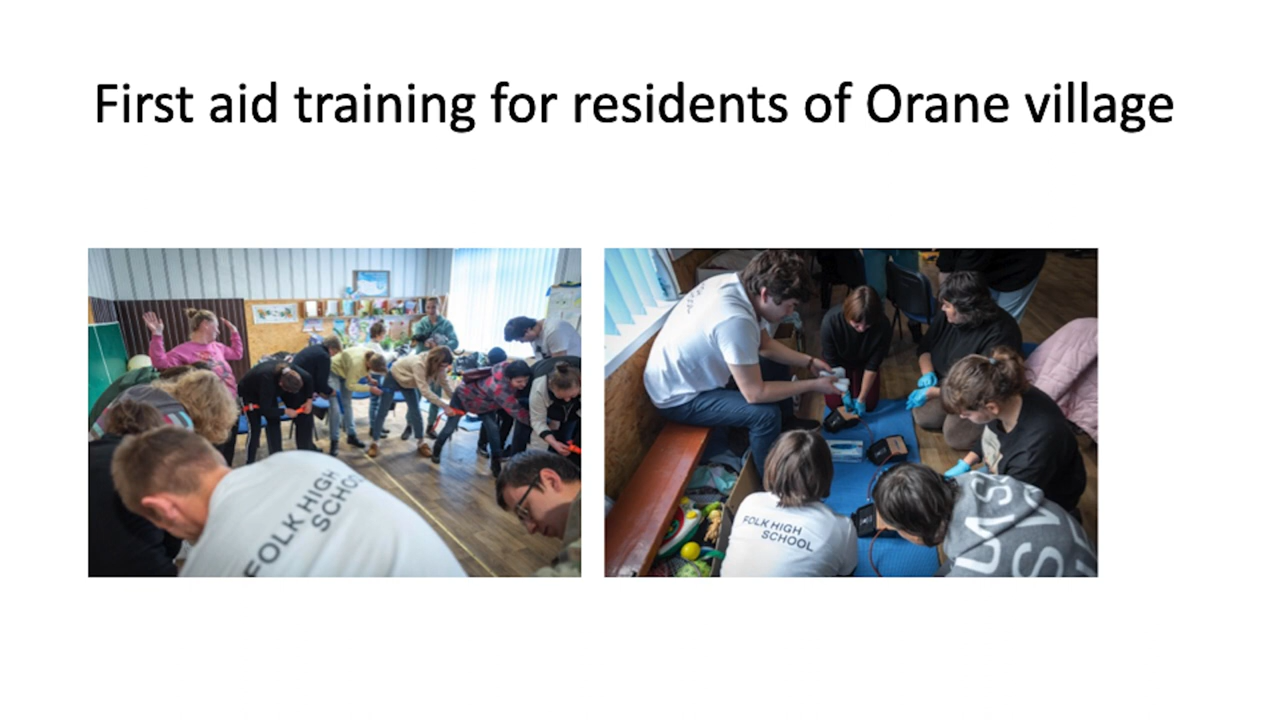 First aid training for residents of Orane village
FOLK HIGH
SCHOOL
FOLK HIGH
SCHOOL